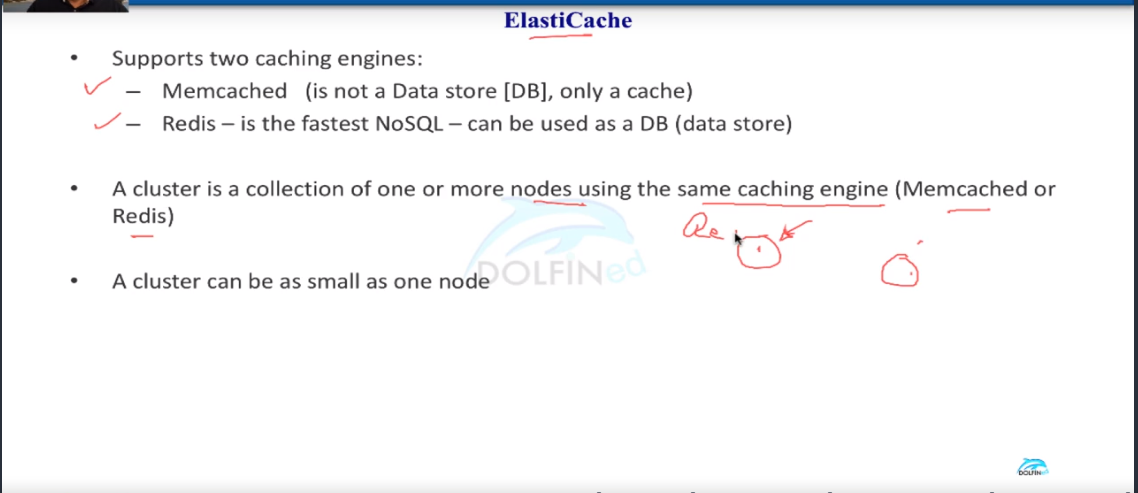 ElastiCache
• Supports two caching engines:
– Memcached (is not a Data store [DB], only a cache)
– Redis – is the fastest NoSQL – can be used as a DB (data store)
• A cluster is a collection of one or more nodes using the same caching engine (Memcached or
Redis)
Re
• A cluster can be as small as one node
DOLFINed
DOLFINed